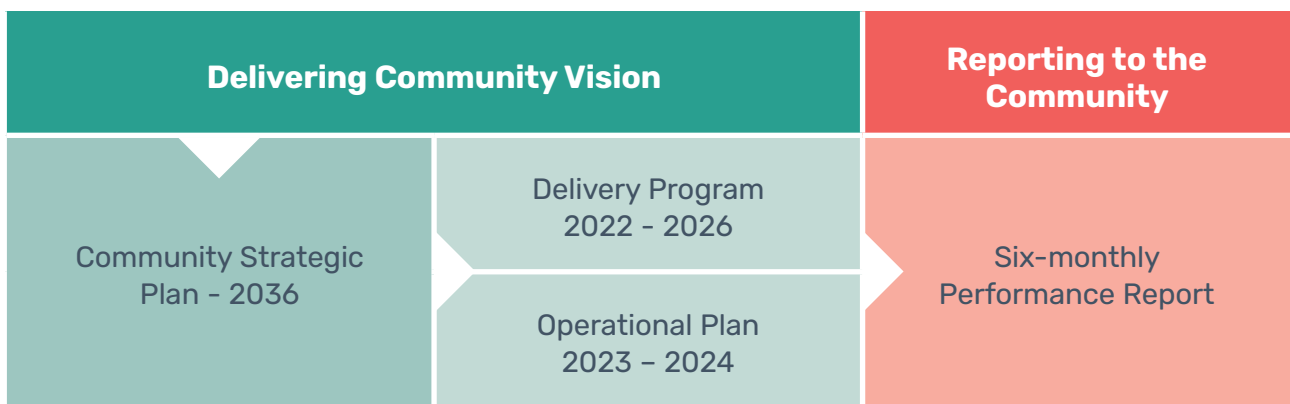 Delivering Community Vision
Reporting to the
Community
Community Strategic
Plan - 2036
Delivery Program
2022 - 2026
Operational Plan
2023 – 2024
Six-monthly
Performance Report